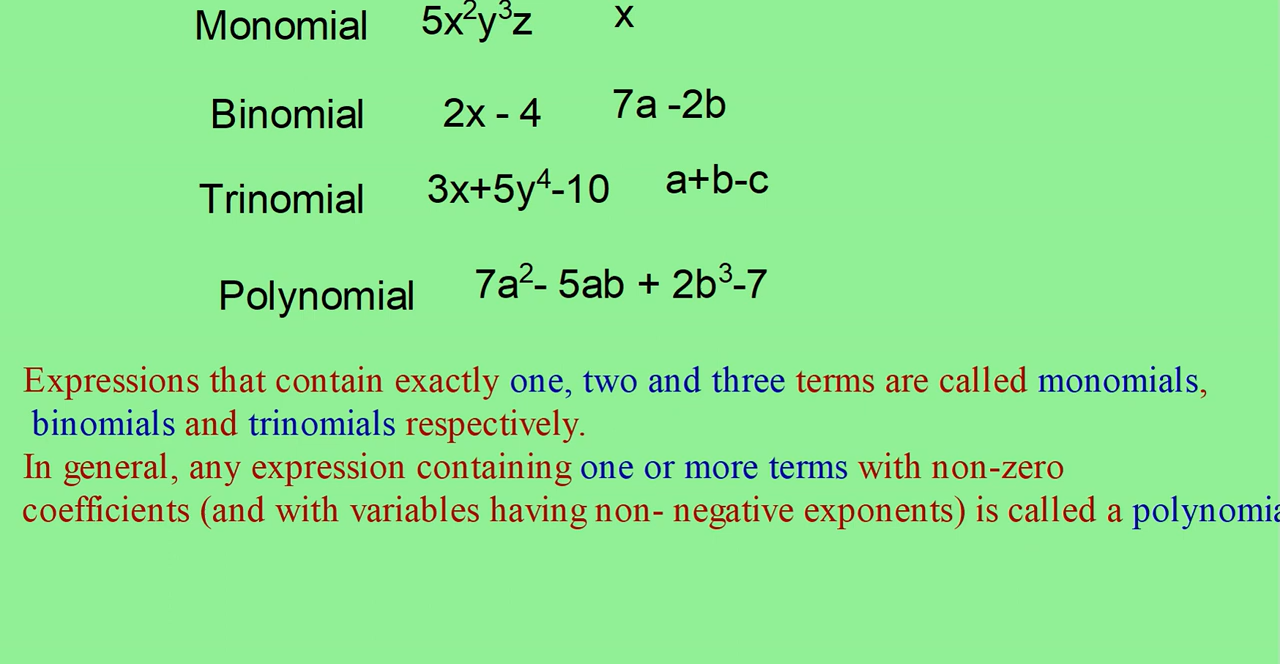 Monomial 5x²y³z x
Binomial 2x - 4 7a -2b
Trinomial 3x+5y⁴-10 a+b-c
Polynomial 7a²- 5ab + 2b³-7
Expressions that contain exactly one, two and three terms are called monomials,
binomials and trinomials respectively.
In general, any expression containing one or more terms with non-zero
coefficients (and with variables having non- negative exponents) is called a polynomia